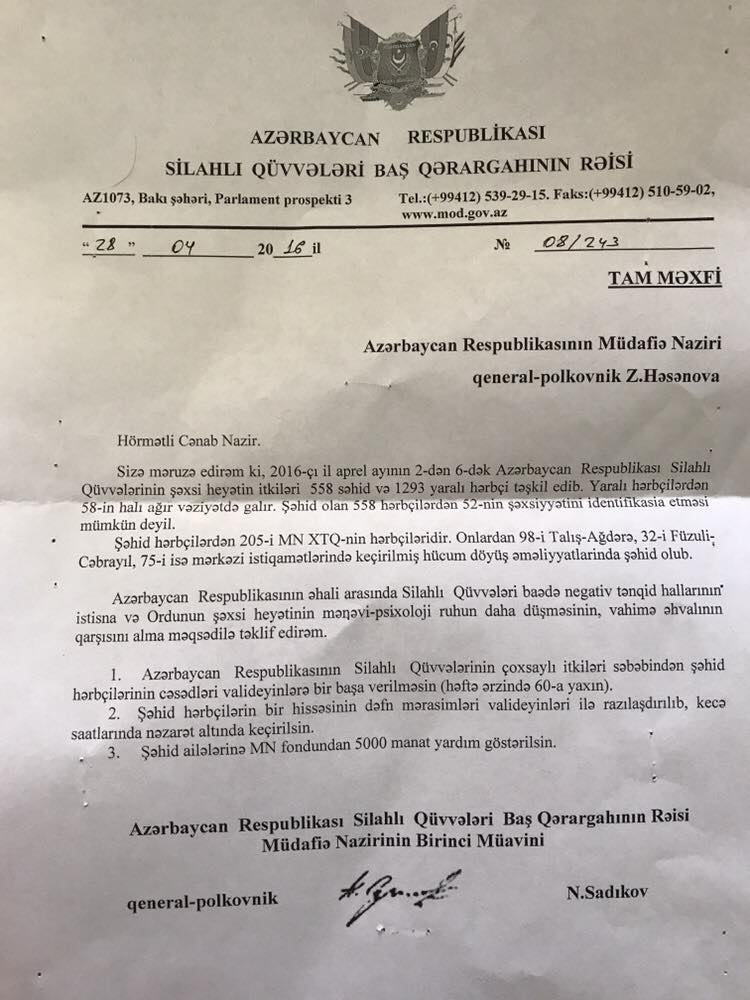 AZƏRBAYCAN RESPUBLİKASI
SİLAHLI QÜVVƏLƏRİ BAŞ QƏRARGAHININ RƏİSİ
AZ1073, Bakı şəhəri, Parlament prospekti 3
Tel.:(+99412) 539-29-15. Faks:(+99412) 510-59-02,
www.mod.gov.az
“ 28 ” 04 2016 il
№ 08/243
TAM MƏXFİ
Azərbaycan Respublikasının Müdafiə Naziri
qeneral-polkovnik Z.Həsənova
Hörmətli Cənab Nazir.
Sizə məruzə edirəm ki, 2016-çı il aprel ayının 2-dən 6-dək Azərbaycan Respublikası Silahlı
Qüvvələrinin şəxsi heyətin itkiləri 558 şəhid və 1293 yaralı hərbçi təşkil edib. Yaralı hərbçilərdən
58-in halı ağır vəziyətdə galır. Şəhid olan 558 hərbçilərdən 52-nin şəxsiyyətini identifikasia etməsi
mümkün deyil.
Şəhid hərbçilərdən 205-i MN XTQ-nin hərbçiləridir. Onlardan 98-i Talış-Ağdərə, 32-i Füzuli-
Cəbrayıl, 75-i isə mərkəzi istiqamətlərində keçirilmiş hücum döyüş əməliyyatlarında şəhid olub.
Azərbaycan Respublikasının əhali arasında Silahlı Qüvvələri baədə negativ tənqid hallarının
istisna və Ordunun şəxsi heyətinin mənəvi-psixoloji ruhun daha düşməsinin, vahimə əhvalının
qarşısını alma məqsədilə təklif edirəm.
1. Azərbaycan Respublikasının Silahlı Qüvvələrinin çoxsaylı itkiləri səbəbindən şəhid
hərbçilərinin cəsədləri valideyinlərə bir başa verilməsin (həftə ərzində 60-a yaxın).
2. Şəhid hərbçilərin bir hissəsinin dəfn mərasimləri valideyinləri ilə razılaşdırılıb, kecə
saatlarında nəzarət altında keçirilsin.
3. Şəhid ailələrinə MN fondundan 5000 manat yardım göstərilsin.
Azərbaycan Respublikası Silahlı Qüvvələri Baş Qərargahının Rəisi
Müdafiə Nazirinin Birinci Müavini
qeneral-polkovnik
N.Sadıkov